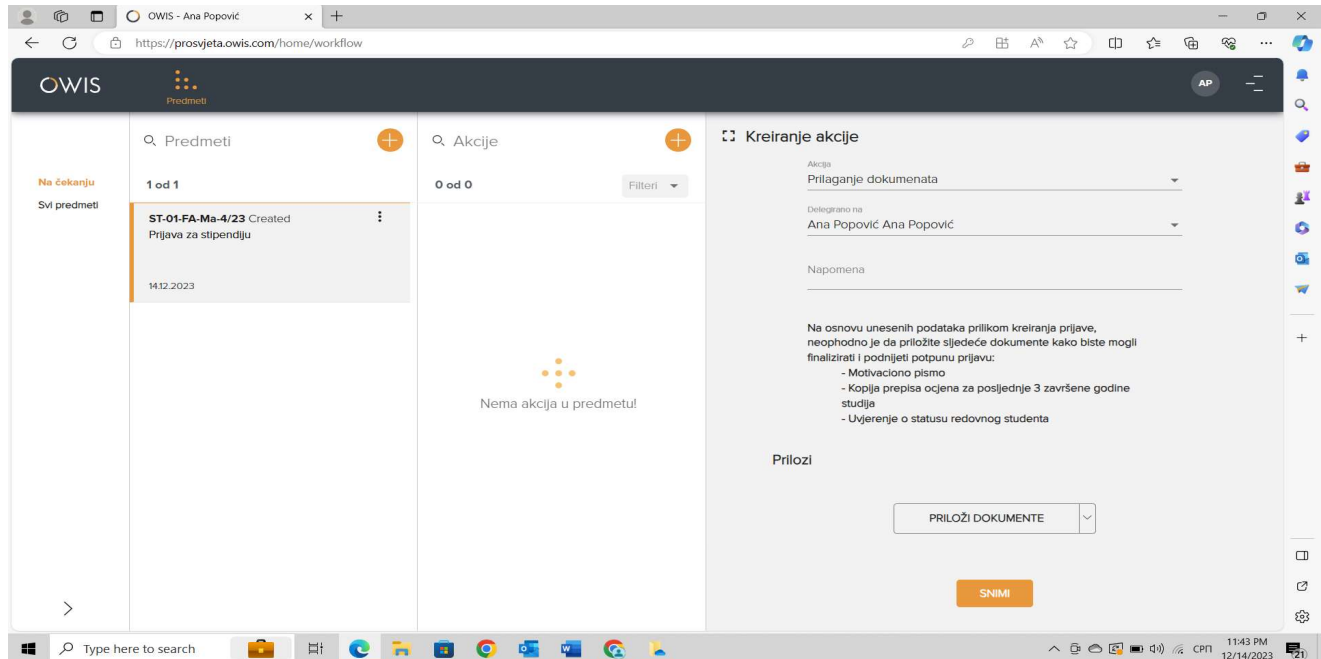 OWIS - Ana Popović
https://prosvjeta.owis.com/home/workflow
OWIS
Predmeti
AP
Na čekanju
Svi predmeti
Predmeti
1 od 1
ST-01-FA-Ma-4/23 Created
Prijava za stipendiju
14.12.2023
Akcije
0 od 0
Filteri
Nema akcija u predmetu!
Kreiranje akcije
Akcija
Prilaganje dokumenata
Delegirano na
Ana Popović Ana Popović
Napomena
Na osnovu unesenih podataka prilikom kreiranja prijave,
neophodno je da priložite sljedeće dokumente kako biste mogli
finalizirati i podnijeti potpunu prijavu:
- Motivaciono pismo
- Kopija prepisa ocjena za posljednje 3 završene godine
studija
- Uvjerenje o statusu redovnog studenta
Prilozi
PRILOŽI DOKUMENTE
SNIMI
Type here to search
СРП
11:43 PM
12/14/2023
21